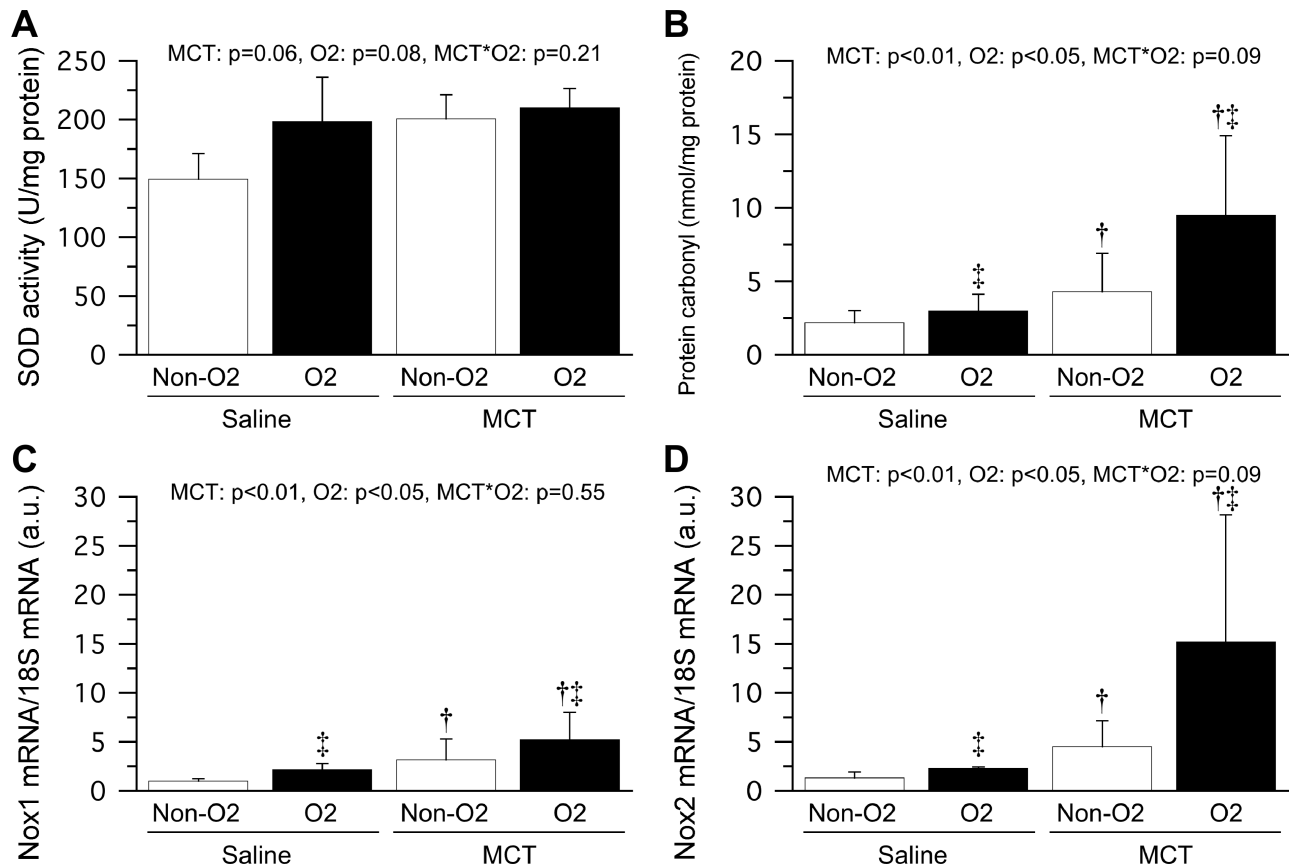 A
MCT: p=0.06, O2: p=0.08, MCT*O2: p=0.21
SOD activity (U/mg protein)
250
200
150
100
50
0
Non-O2 O2 Non-O2 O2
Saline MCT
B
MCT: p<0.01, O2: p<0.05, MCT*O2: p=0.09
Protein carbonyl (nmol/mg protein)
20
15
10
5
0
‡
†
†‡
Non-O2 O2 Non-O2 O2
Saline MCT
C
MCT: p<0.01, O2: p<0.05, MCT*O2: p=0.55
Nox1 mRNA/18S mRNA (a.u.)
30
25
20
15
10
5
0
‡
†
†‡
Non-O2 O2 Non-O2 O2
Saline MCT
D
MCT: p<0.01, O2: p<0.05, MCT*O2: p=0.09
Nox2 mRNA/18S mRNA (a.u.)
30
25
20
15
10
5
0
‡
†
†‡
Non-O2 O2 Non-O2 O2
Saline MCT